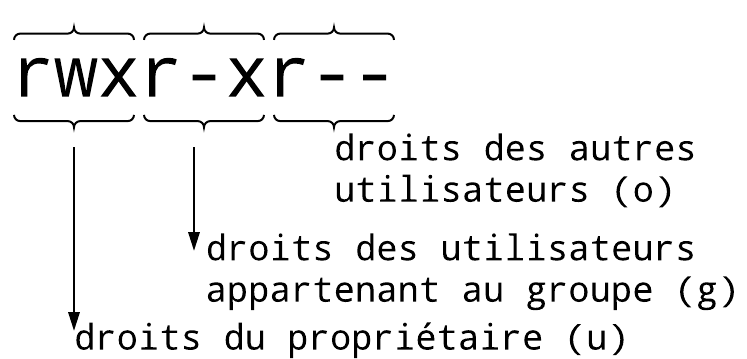 rwxr-xr--
droits des autres
utilisateurs (o)
droits des utilisateurs
appartenant au groupe (g)
droits du propriétaire (u)